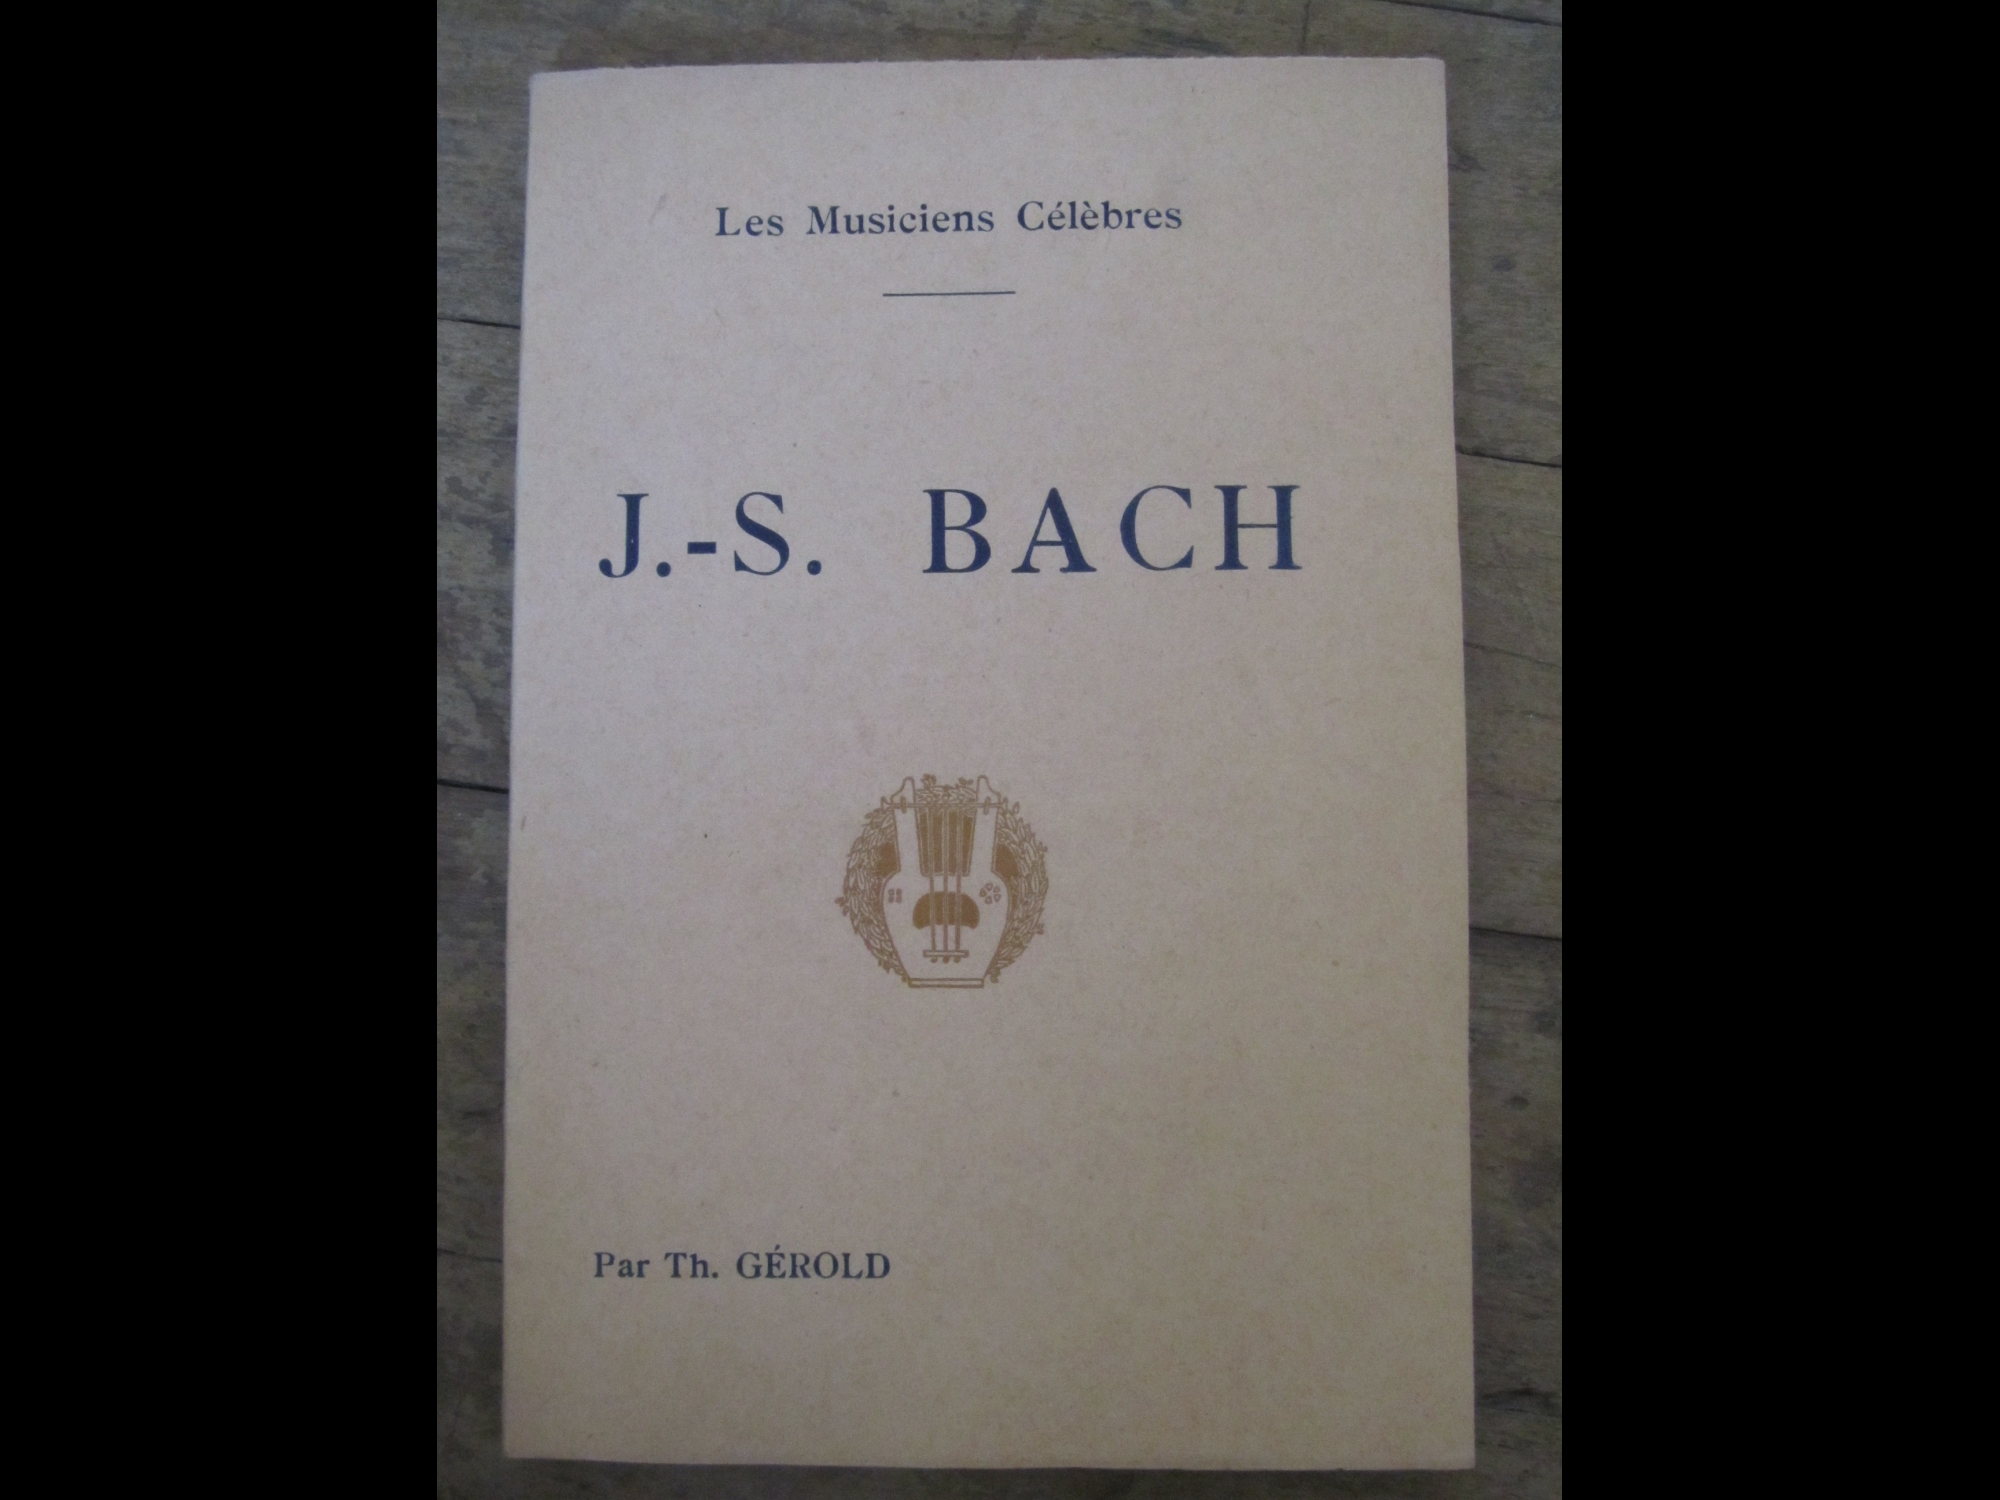 Les Musiciens Célèbres
J.-S. BACH
Par Th. GÉROLD